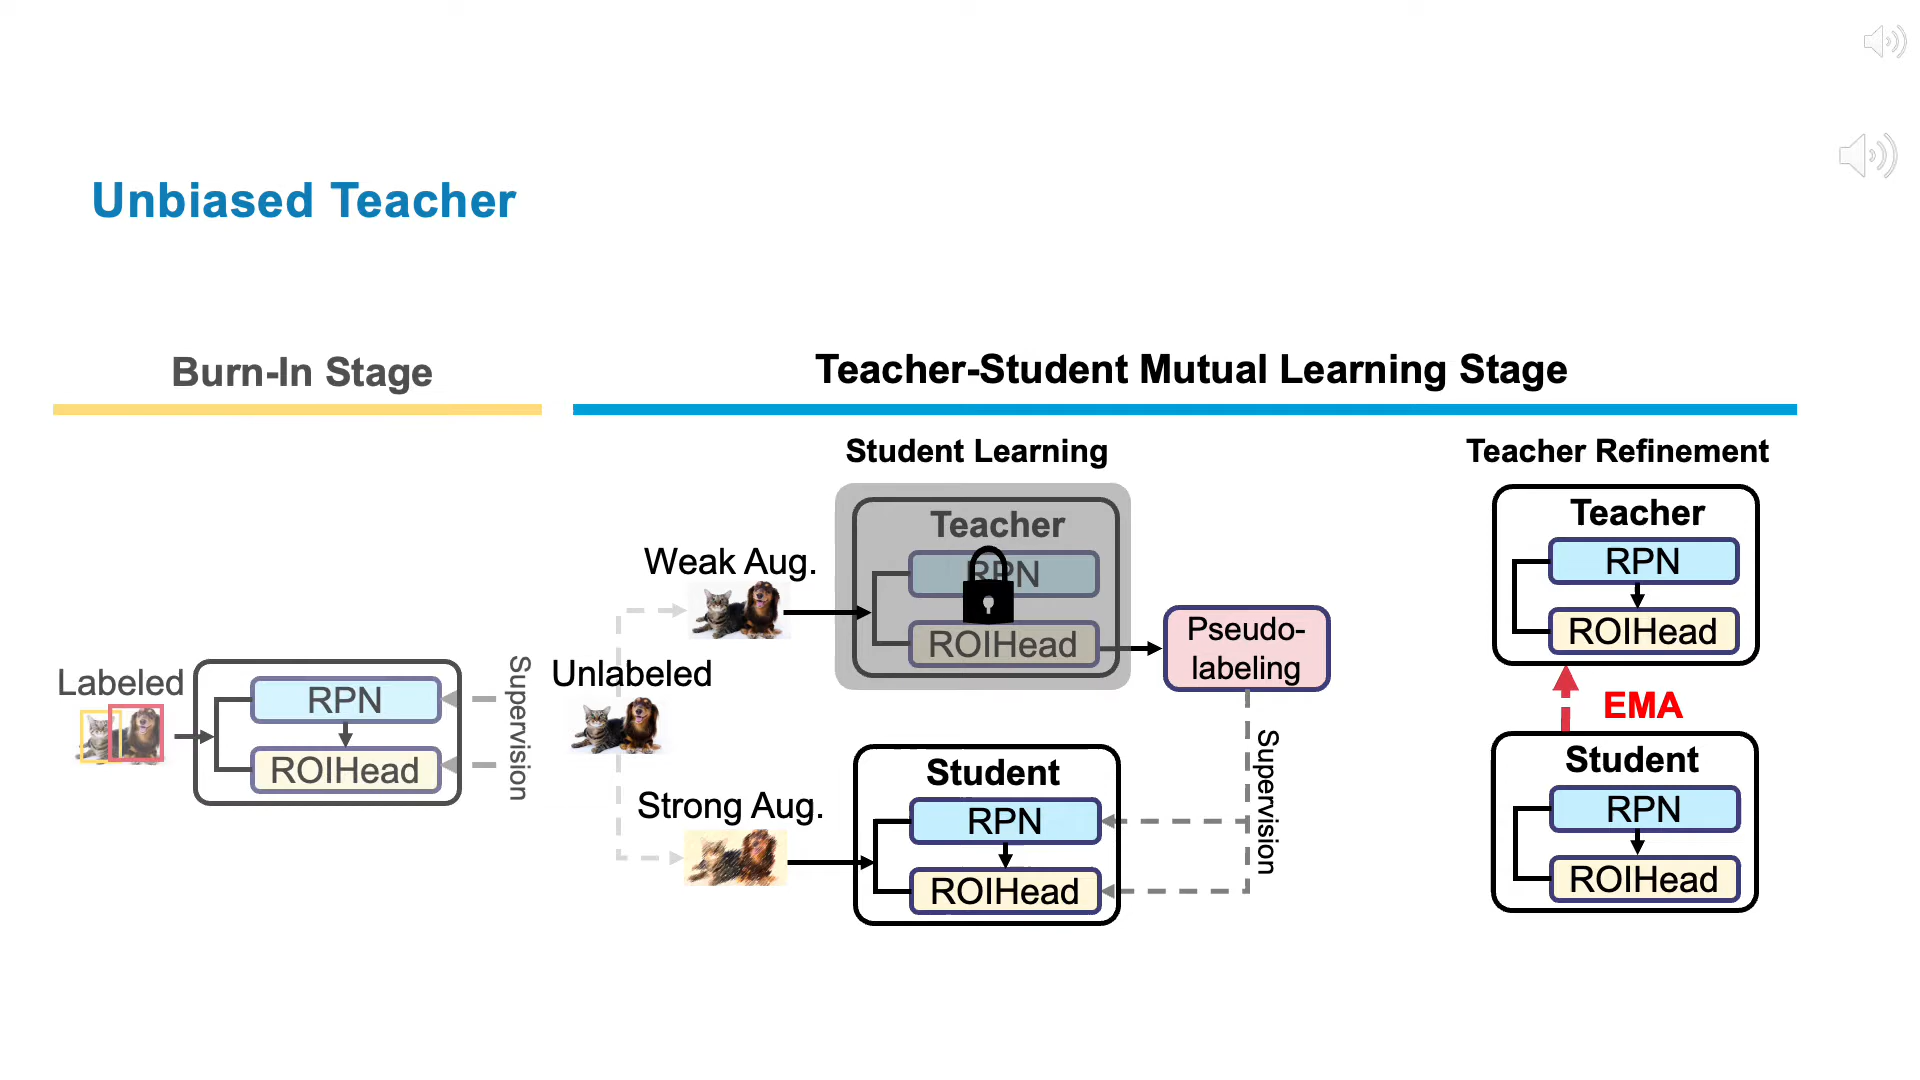 Unbiased Teacher
Burn-In Stage
Teacher-Student Mutual Learning Stage
Labeled
RPN
ROIHead
Supervision
Student Learning
Unlabeled
Weak Aug.
Teacher
RPN
ROIHead
Pseudo-
labeling
Strong Aug.
Student
RPN
ROIHead
Supervision
Teacher Refinement
Teacher
RPN
ROIHead
EMA
Student
RPN
ROIHead